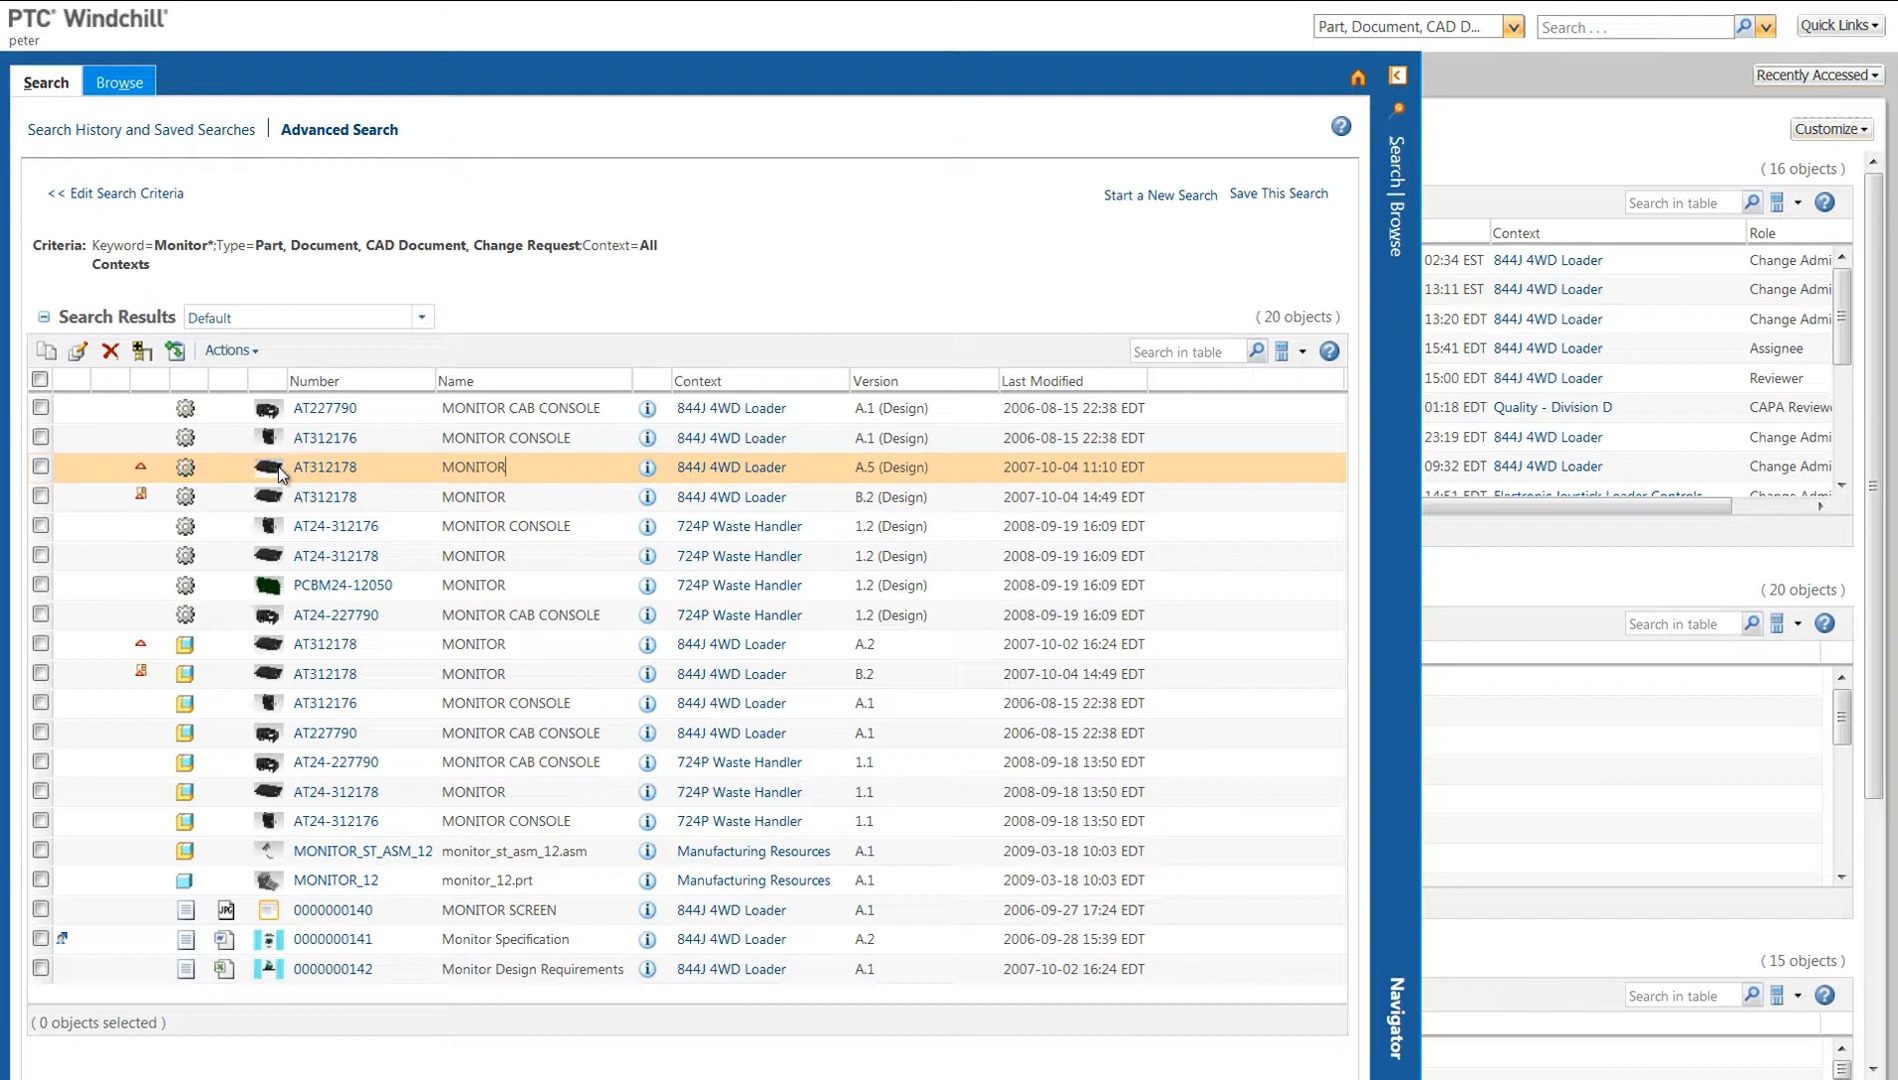 PTC® Windchill®
peter
Part, Document, CAD D...
Search . . .
Quick Links
Recently Accessed
Search
Browse
Search History and Saved Searches
Advanced Search
Customize
<< Edit Search Criteria
Start a New Search
Save This Search
Criteria: Keyword=Monitor*;Type=Part, Document, CAD Document, Change Request;Context=All
Contexts
Search Results
Default
( 20 objects )
Actions
Search in table
Number Name Context Version Last Modified
AT227790 MONITOR CAB CONSOLE 844J 4WD Loader A.1 (Design) 2006-08-15 22:38 EDT
AT312176 MONITOR CONSOLE 844J 4WD Loader A.1 (Design) 2006-08-15 22:38 EDT
AT312178 MONITOR 844J 4WD Loader A.5 (Design) 2007-10-04 11:10 EDT
AT312178 MONITOR 844J 4WD Loader B.2 (Design) 2007-10-04 14:49 EDT
AT24-312176 MONITOR CONSOLE 724P Waste Handler 1.2 (Design) 2008-09-19 16:09 EDT
AT24-312178 MONITOR 724P Waste Handler 1.2 (Design) 2008-09-19 16:09 EDT
PCBM24-12050 MONITOR 724P Waste Handler 1.2 (Design) 2008-09-19 16:09 EDT
AT24-227790 MONITOR CAB CONSOLE 724P Waste Handler 1.2 (Design) 2008-09-19 16:09 EDT
AT312178 MONITOR 844J 4WD Loader A.2 2007-10-02 16:24 EDT
AT312178 MONITOR 844J 4WD Loader B.2 2007-10-04 14:49 EDT
AT312176 MONITOR CONSOLE 844J 4WD Loader A.1 2006-08-15 22:38 EDT
AT227790 MONITOR CAB CONSOLE 844J 4WD Loader A.1 2006-08-15 22:38 EDT
AT24-227790 MONITOR CAB CONSOLE 724P Waste Handler 1.1 2008-09-18 13:50 EDT
AT24-312178 MONITOR 724P Waste Handler 1.1 2008-09-18 13:50 EDT
AT24-312176 MONITOR CONSOLE 724P Waste Handler 1.1 2008-09-18 13:50 EDT
MONITOR_ST_ASM_12 monitor_st_asm_12.asm Manufacturing Resources A.1 2009-03-18 10:03 EDT
MONITOR_12 monitor_12.prt Manufacturing Resources A.1 2009-03-18 10:03 EDT
JPG 0000000140 MONITOR SCREEN 844J 4WD Loader A.1 2006-09-27 17:24 EDT
0000000141 Monitor Specification 844J 4WD Loader A.2 2006-09-28 15:39 EDT
0000000142 Monitor Design Requirements 844J 4WD Loader A.1 2007-10-02 16:24 EDT
( 0 objects selected )
Search | Browse
Navigator
( 16 objects )
Search in table
Context Role
02:34 EST 844J 4WD Loader Change Admi
13:11 EST 844J 4WD Loader Change Admi
13:20 EDT 844J 4WD Loader Change Admi
15:41 EDT 844J 4WD Loader Assignee
15:00 EDT 844J 4WD Loader Reviewer
01:18 EDT Quality - Division D CAPA Review
23:19 EDT 844J 4WD Loader Change Admi
09:32 EDT 844J 4WD Loader Change Admi
14:51 EDT Electronic Joystick Loader Controls Change Admi
( 20 objects )
Search in table
( 15 objects )
Search in table